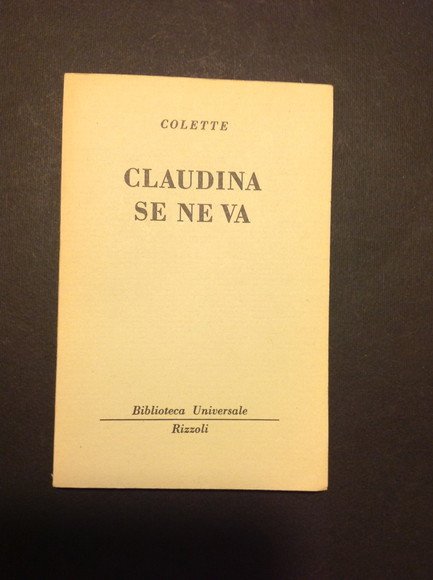 COLETTE
CLAUDINA
SE NE VA
Biblioteca Universale
Rizzoli